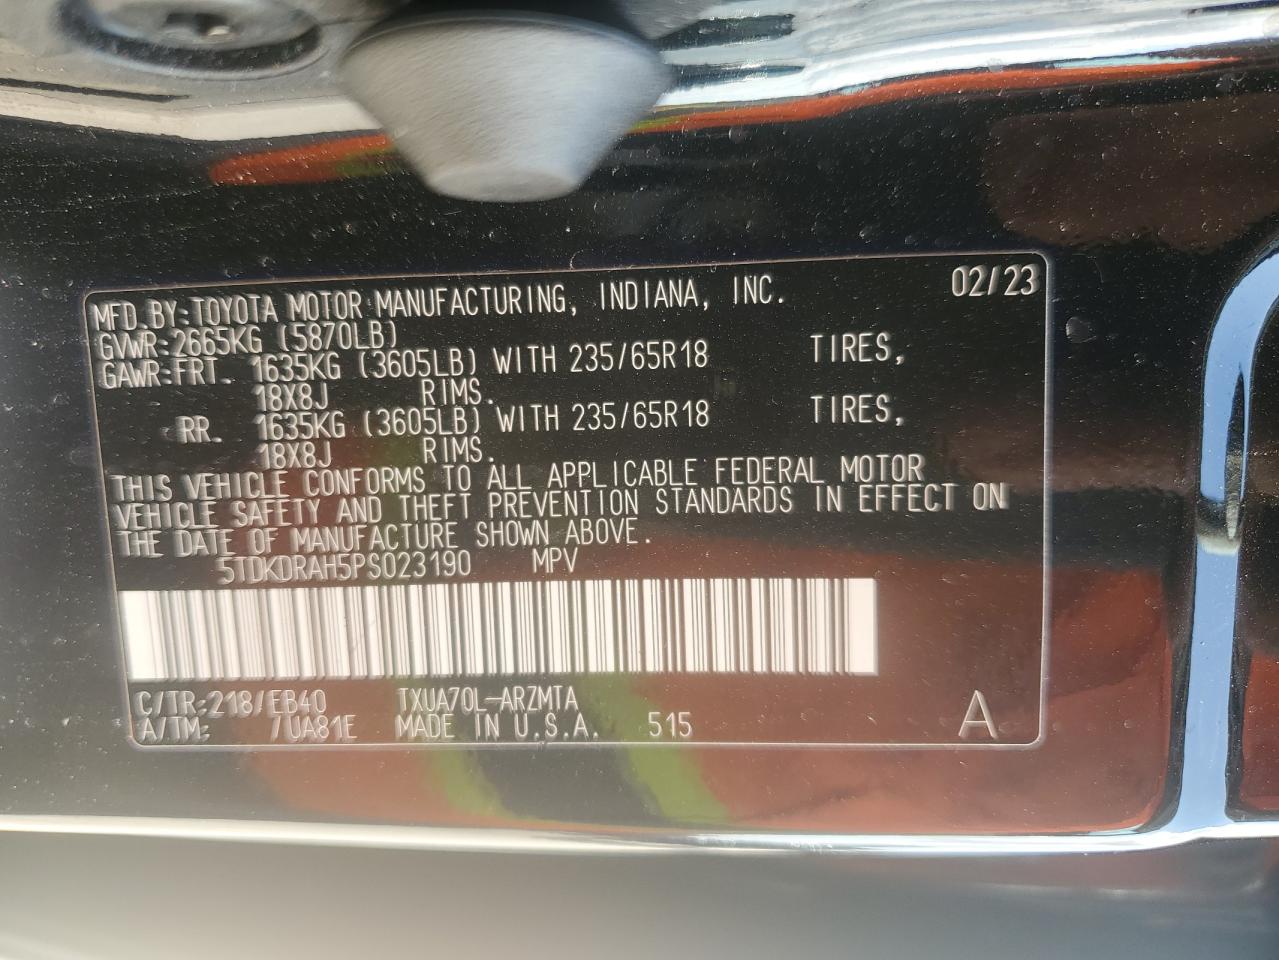 02/23
MFD.BY:TOYOTA MOTOR MANUFACTURING, INDIANA, INC.
GVWR:2665KG (5870LB)
GAWR:FRT. 1635KG (3605LB) WITH 235/65R18 TIRES,
18X8J RIMS.
RR. 1635KG (3605LB) WITH 235/65R18 TIRES,
18X8J RIMS.
THIS VEHICLE CONFORMS TO ALL APPLICABLE FEDERAL MOTOR
VEHICLE SAFETY AND THEFT PREVENTION STANDARDS IN EFFECT ON
THE DATE OF MANUFACTURE SHOWN ABOVE.
5TDKDRAH5PS023190 MPV
C/TR:218/EB40 TXUA70L-ARZMTA
A/TM: /UA81E MADE IN U.S.A. 515 A